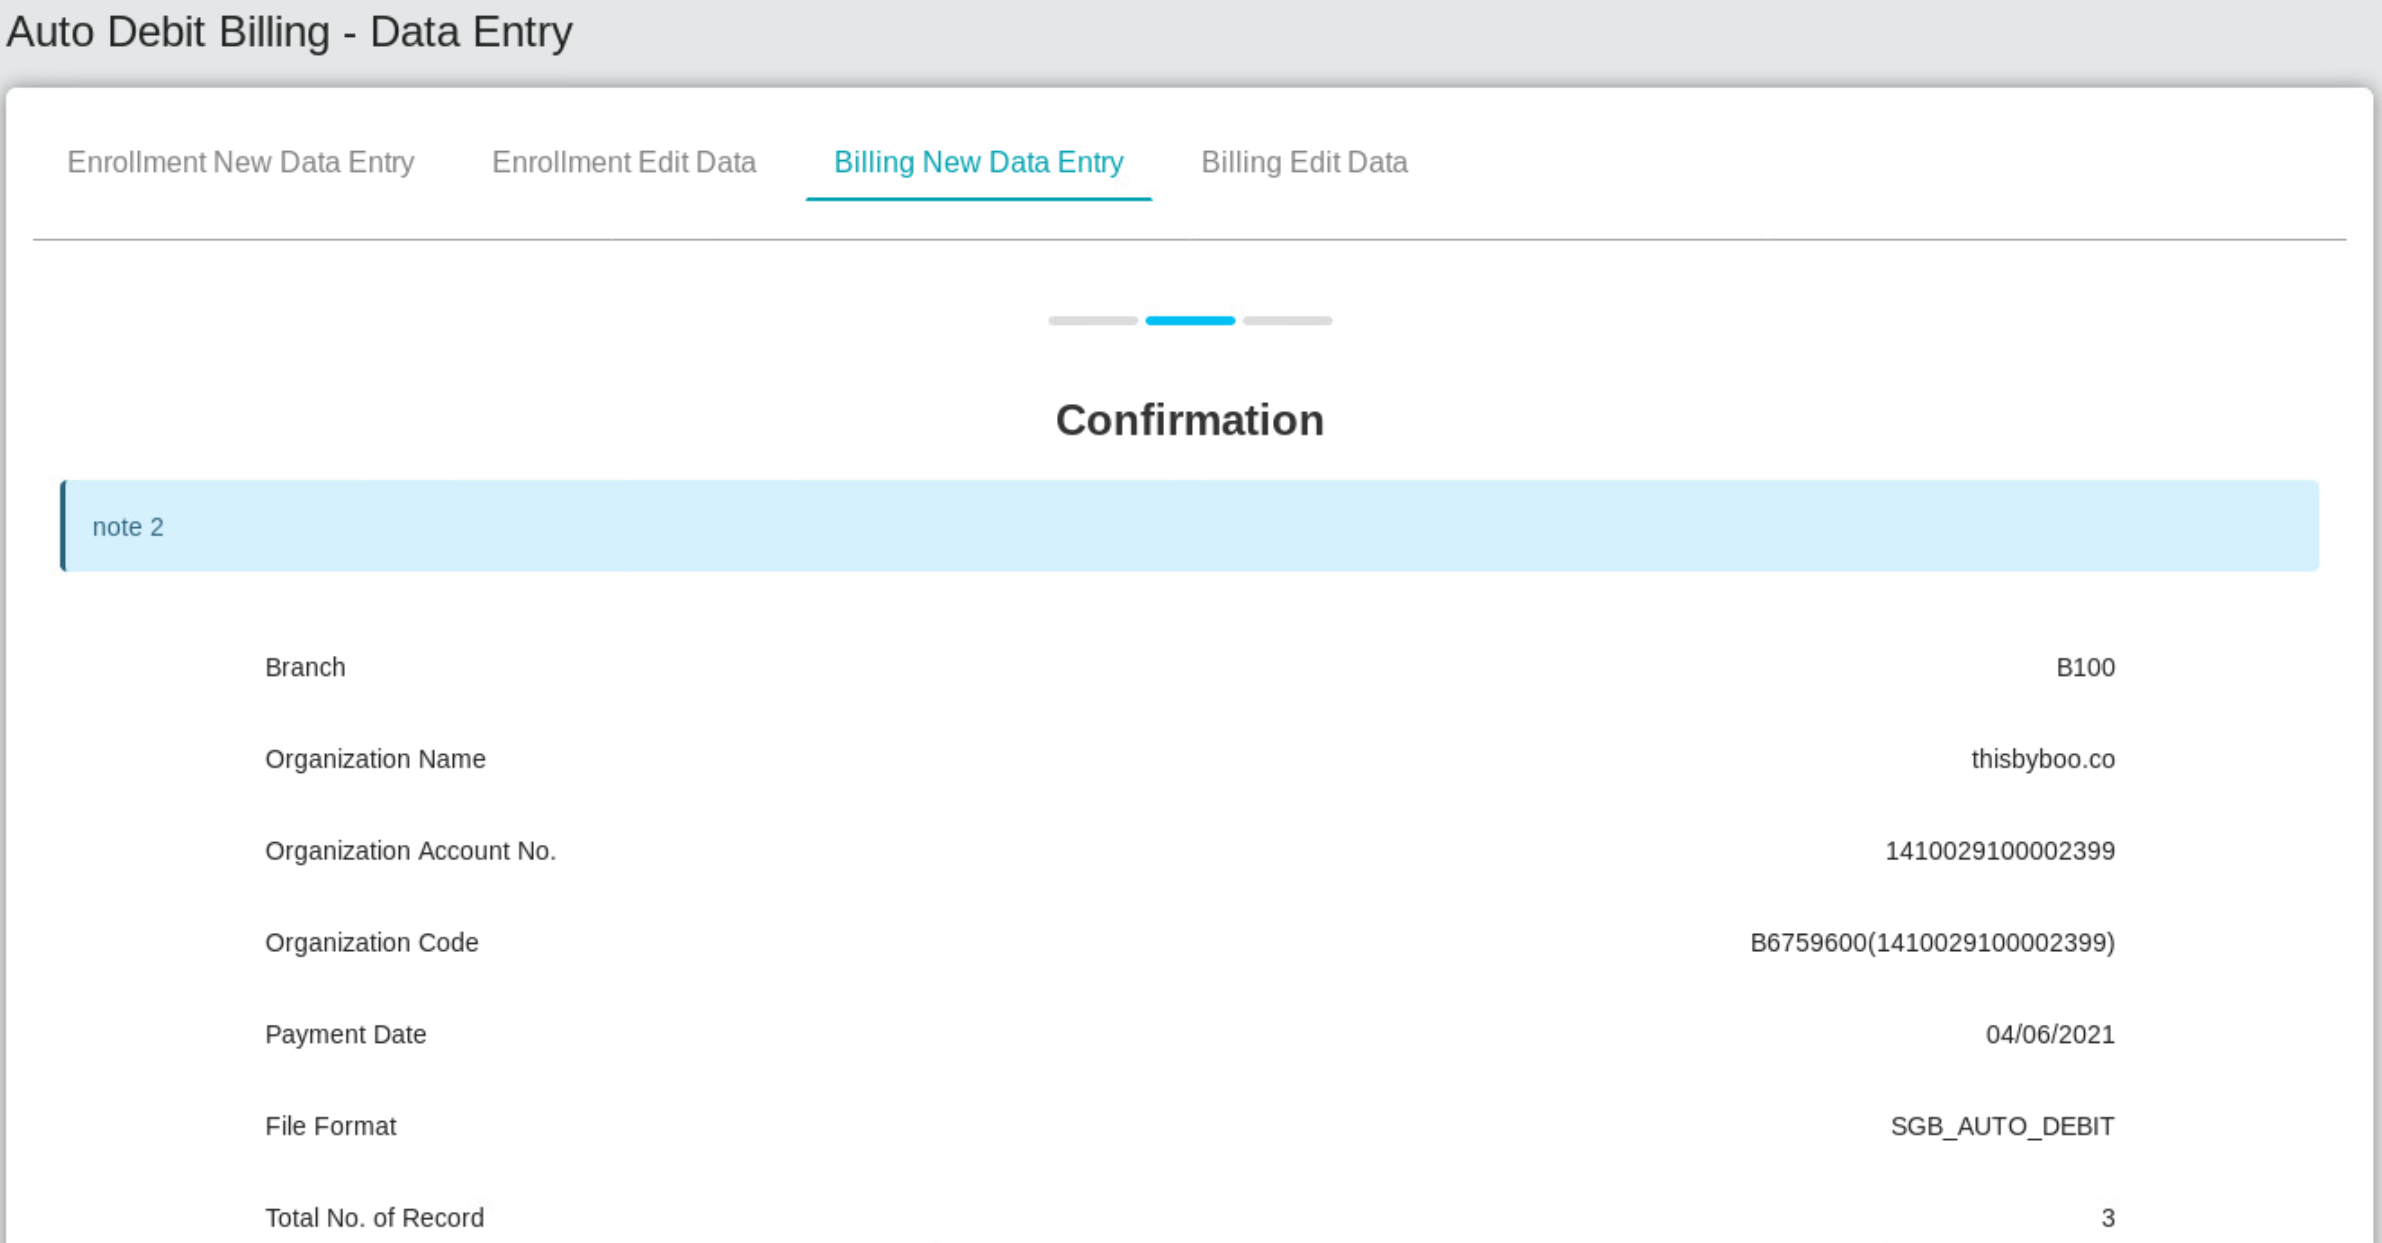 Auto Debit Billing - Data Entry
Enrollment New Data Entry Enrollment Edit Data Billing New Data Entry Billing Edit Data
Confirmation
note 2
Branch B100
Organization Name thisbyboo.co
Organization Account No. 1410029100002399
Organization Code B6759600(1410029100002399)
Payment Date 04/06/2021
File Format SGB_AUTO_DEBIT
Total No. of Record 3